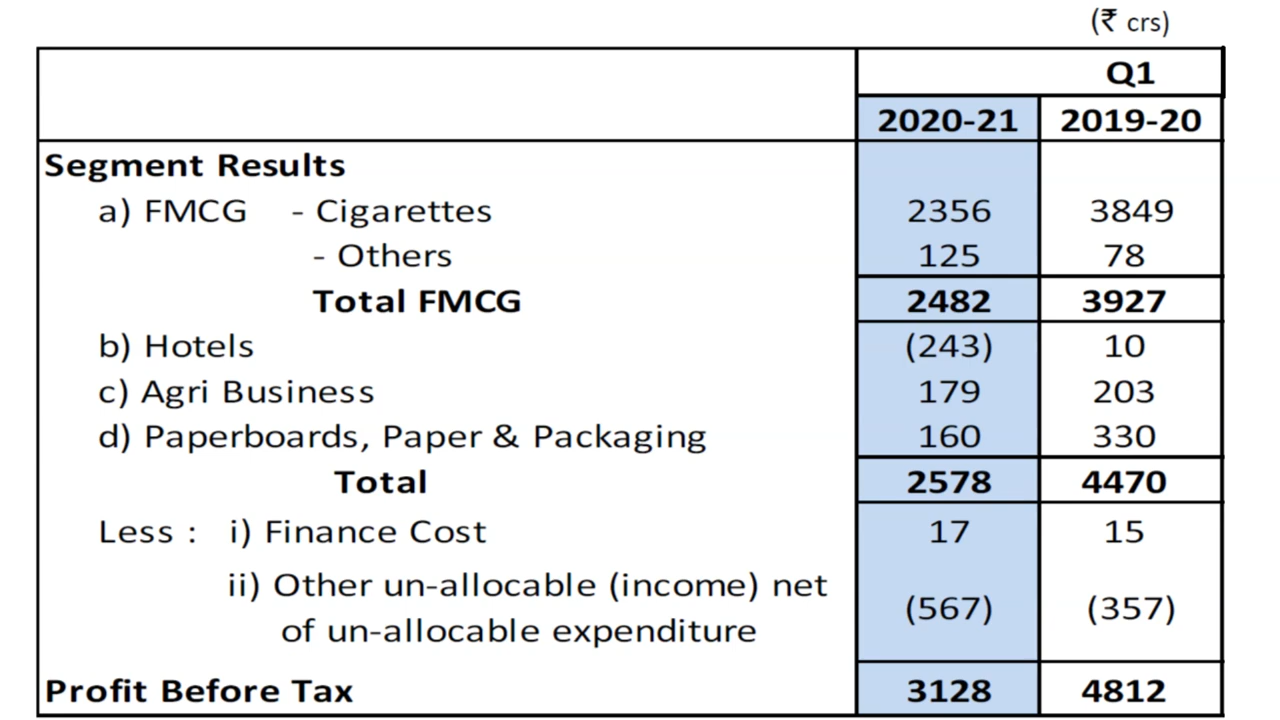 (₹ crs)
Q1
2020-21 2019-20
Segment Results
a) FMCG - Cigarettes 2356 3849
- Others 125 78
Total FMCG 2482 3927
b) Hotels (243) 10
c) Agri Business 179 203
d) Paperboards, Paper & Packaging 160 330
Total 2578 4470
Less : i) Finance Cost 17 15
ii) Other un-allocable (income) net
of un-allocable expenditure (567) (357)
Profit Before Tax 3128 4812